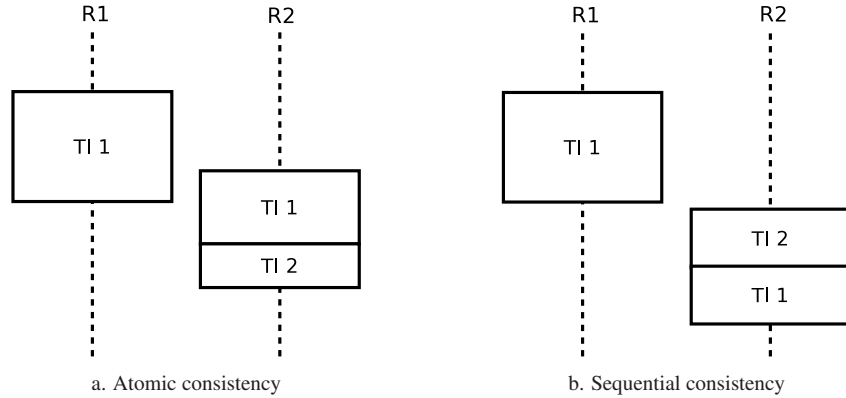 R1
R2
TI 1
TI 1
TI 2
a. Atomic consistency
R1
R2
TI 1
TI 2
TI 1
b. Sequential consistency